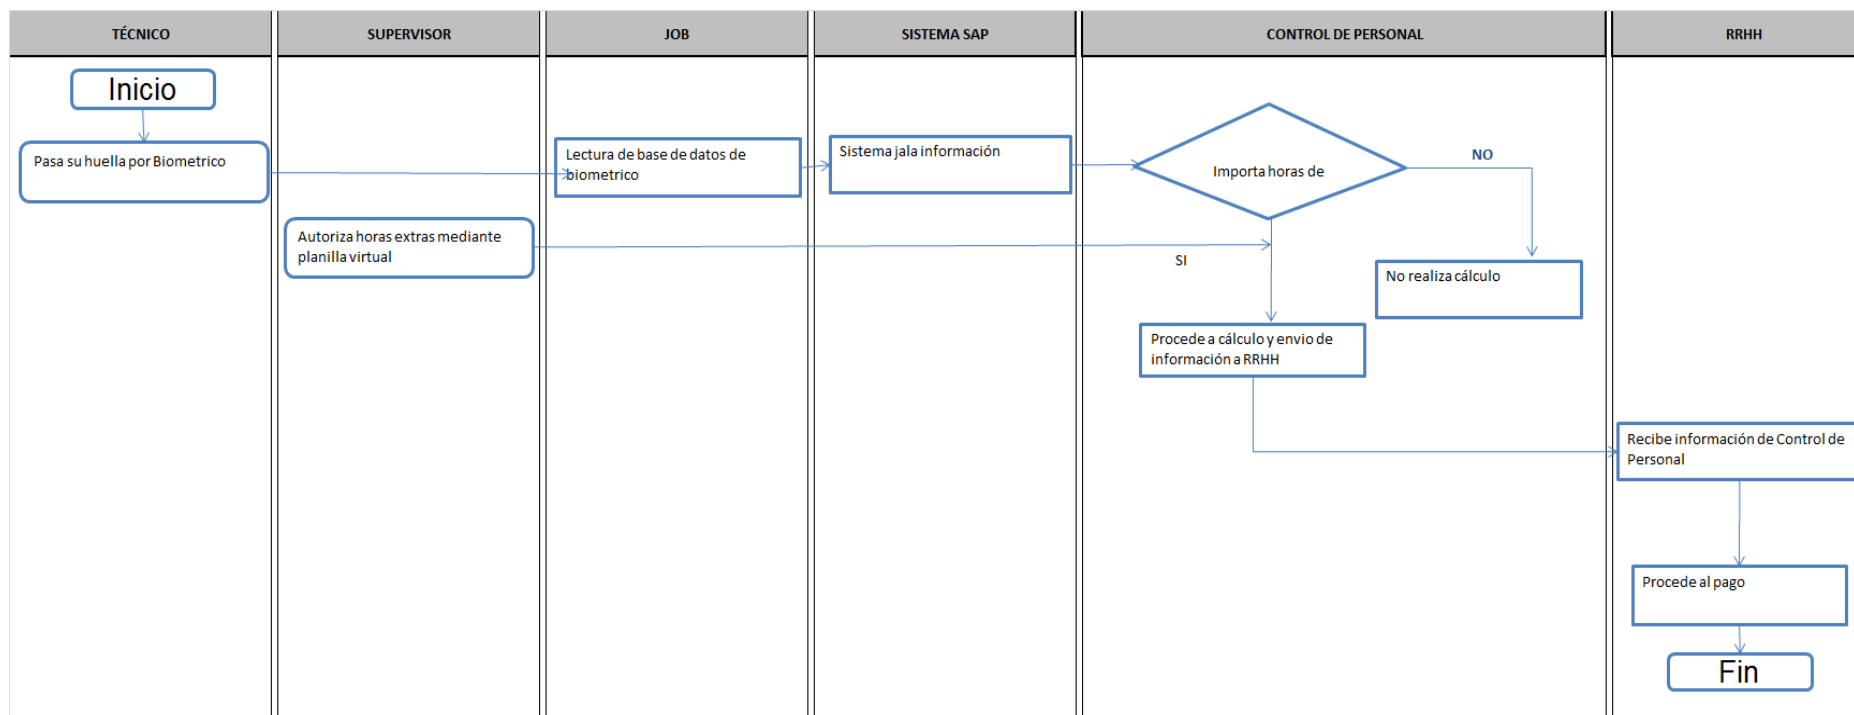 TÉCNICO
SUPERVISOR
JOB
SISTEMA SAP
CONTROL DE PERSONAL
RRHH
Inicio
Pasa su huella por Biometrico
Lectura de base de datos de
biometrico
Sistema jala información
Importa horas de
NO
Autoriza horas extras mediante
planilla virtual
SI
No realiza cálculo
Procede a cálculo y envio de
información a RRHH
Recibe información de Control de
Personal
Procede al pago
Fin